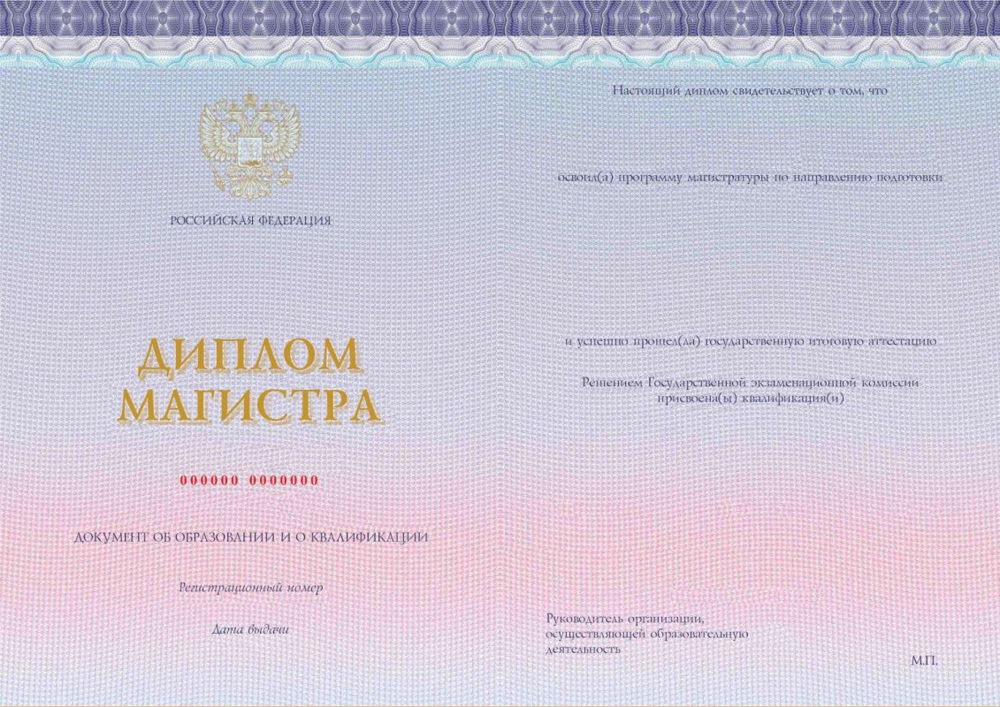 РОССИЙСКАЯ ФЕДЕРАЦИЯ
ДИПЛОМ
МАГИСТРА
000000 0000000
ДОКУМЕНТ ОБ ОБРАЗОВАНИИ И О КВАЛИФИКАЦИИ
Регистрационный номер
Дата выдачи
Настоящий диплом свидетельствует о том, что
освоил(а) программу магистратуры по направлению подготовки
и успешно прошел(ла) государственную итоговую аттестацию
Решением Государственной экзаменационной комиссии
присвоена(ы) квалификация(и)
Руководитель организации,
осуществляющей образовательную
деятельность
М.П.